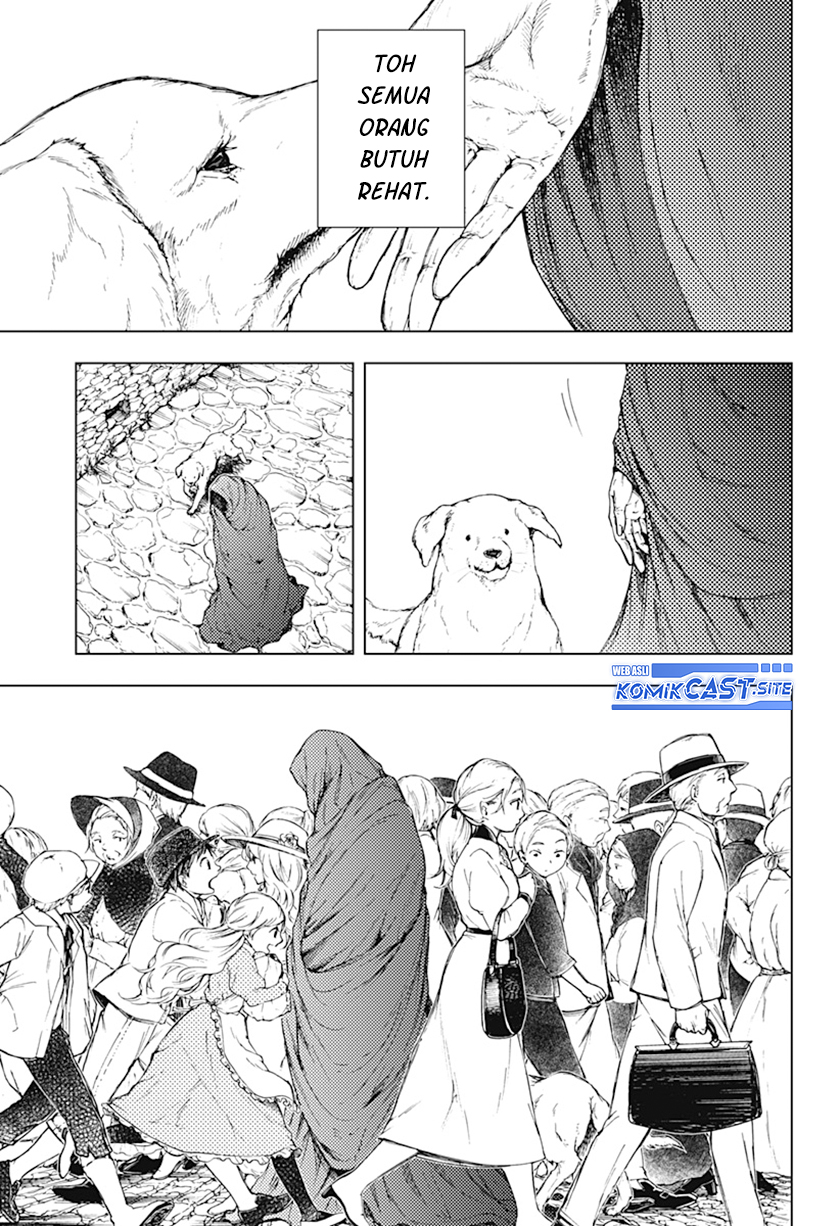 TOH
SEMUA
ORANG
BUTUH
REHAT.
WEB ASLI
KOMIKCAST.SITE